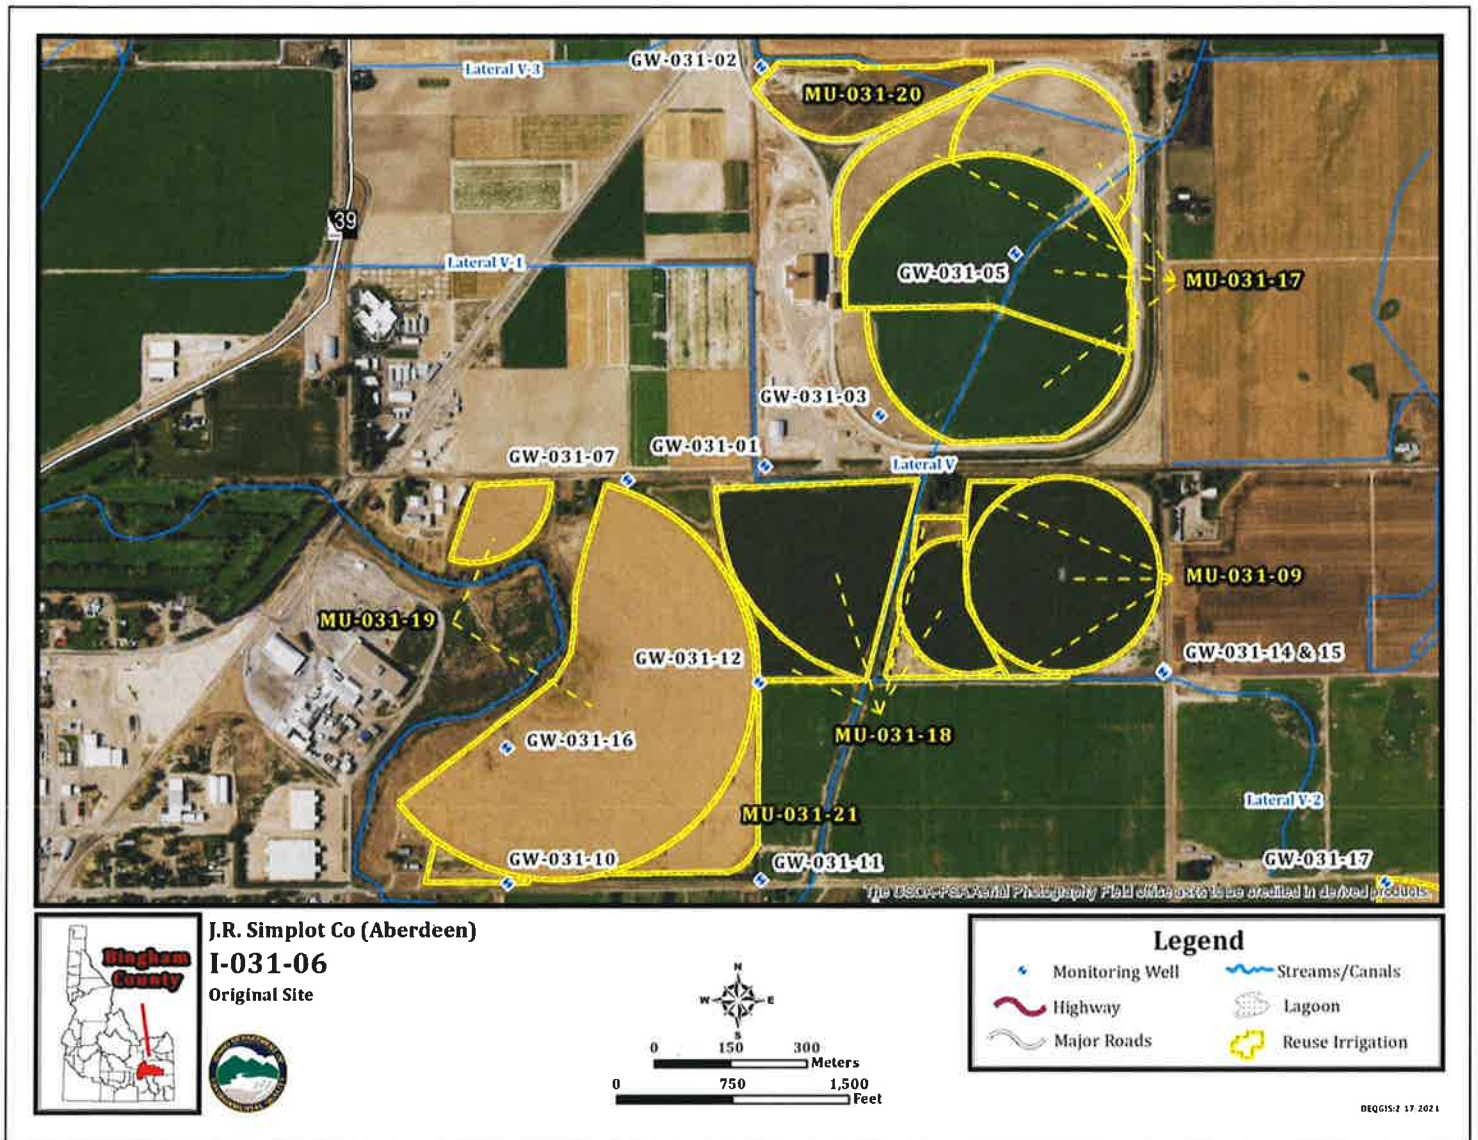 GW-031-02
Lateral V-3
MU-031-20
39
Lateral V-1
GW-031-05
MU-031-17
GW-031-03
GW-031-01
GW-031-07
Lateral V
MU-031-09
MU-031-19
GW-031-12
GW-031-14 & 15
GW-031-16
MU-031-18
Lateral V-2
MU-031-21
GW-031-10
GW-031-11
GW-031-17
The USDA-FSA Aerial Photography Field office asks to be credited in derived products.
Bingham
County
J.R. Simplot Co (Aberdeen)
I-031-06
Original Site
N
W E
S
0 150 300
Meters
0 750 1,500
Feet
Legend
Monitoring Well
Streams/Canals
Highway
Lagoon
Major Roads
Reuse Irrigation
DEQGIS:2 17 2021